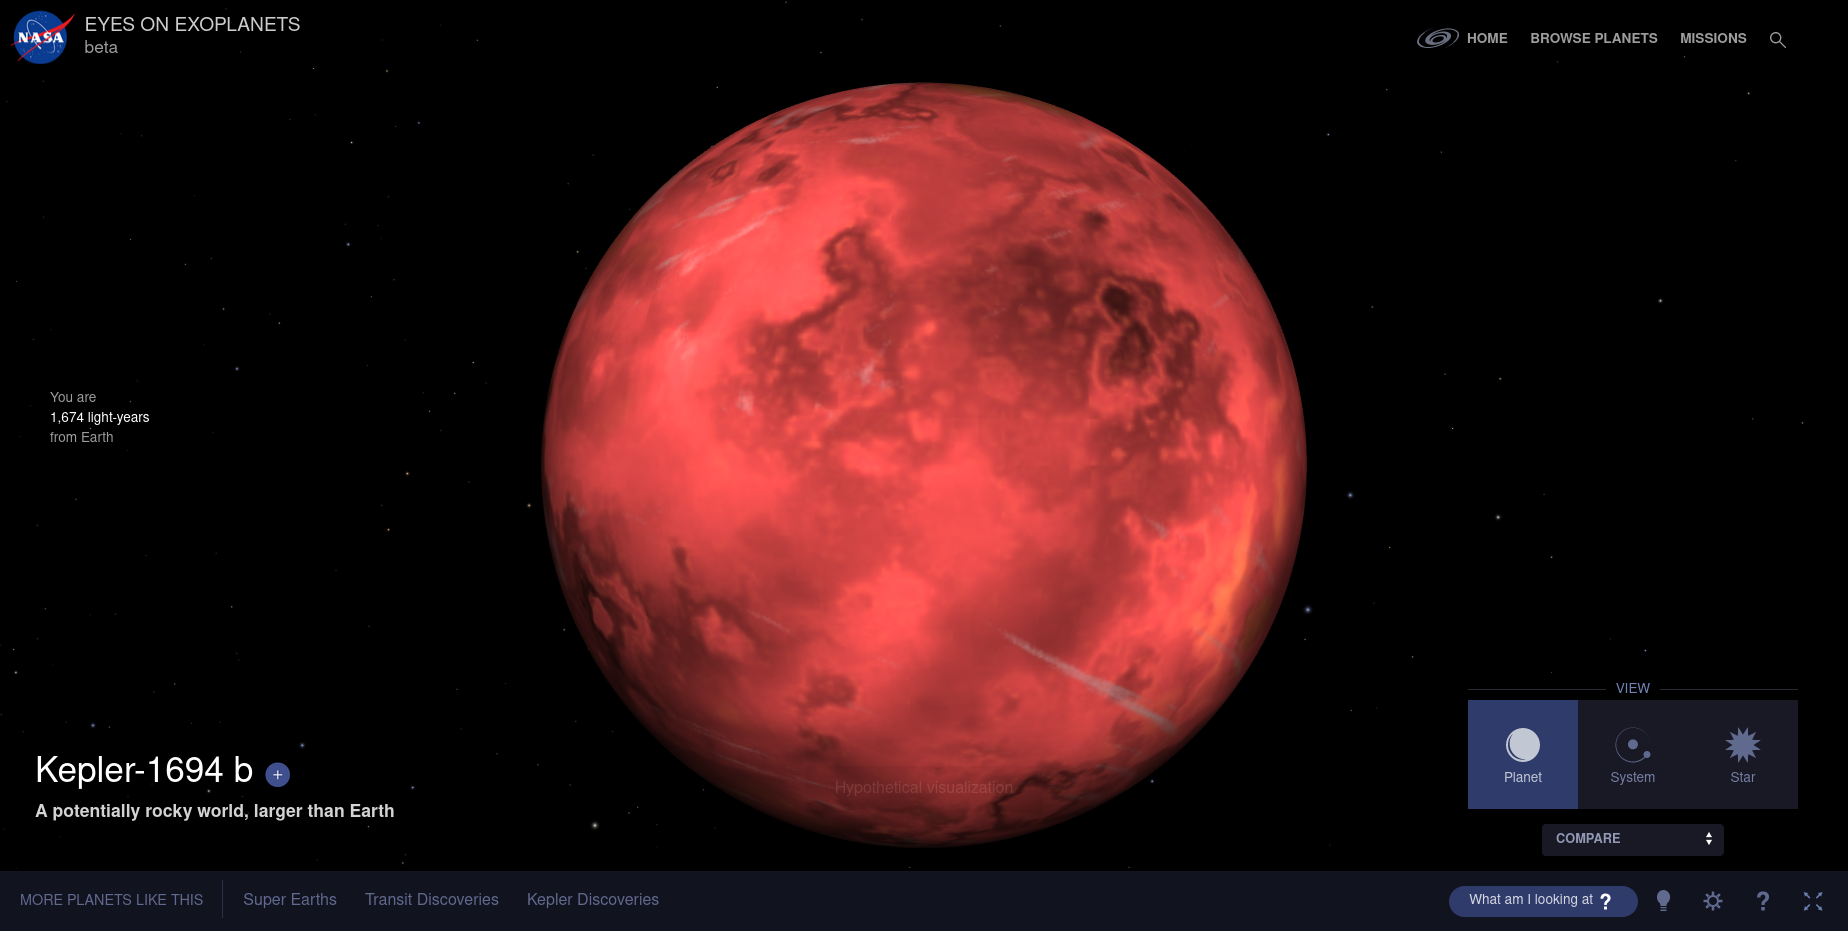 NASA
EYES ON EXOPLANETS
beta
HOME
BROWSE PLANETS
MISSIONS
You are
1,674 light-years
from Earth
Kepler-1694 b +
A potentially rocky world, larger than Earth
Hypothetical visualization
VIEW
Planet
System
Star
COMPARE
MORE PLANETS LIKE THIS
Super Earths
Transit Discoveries
Kepler Discoveries
What am I looking at ?
?